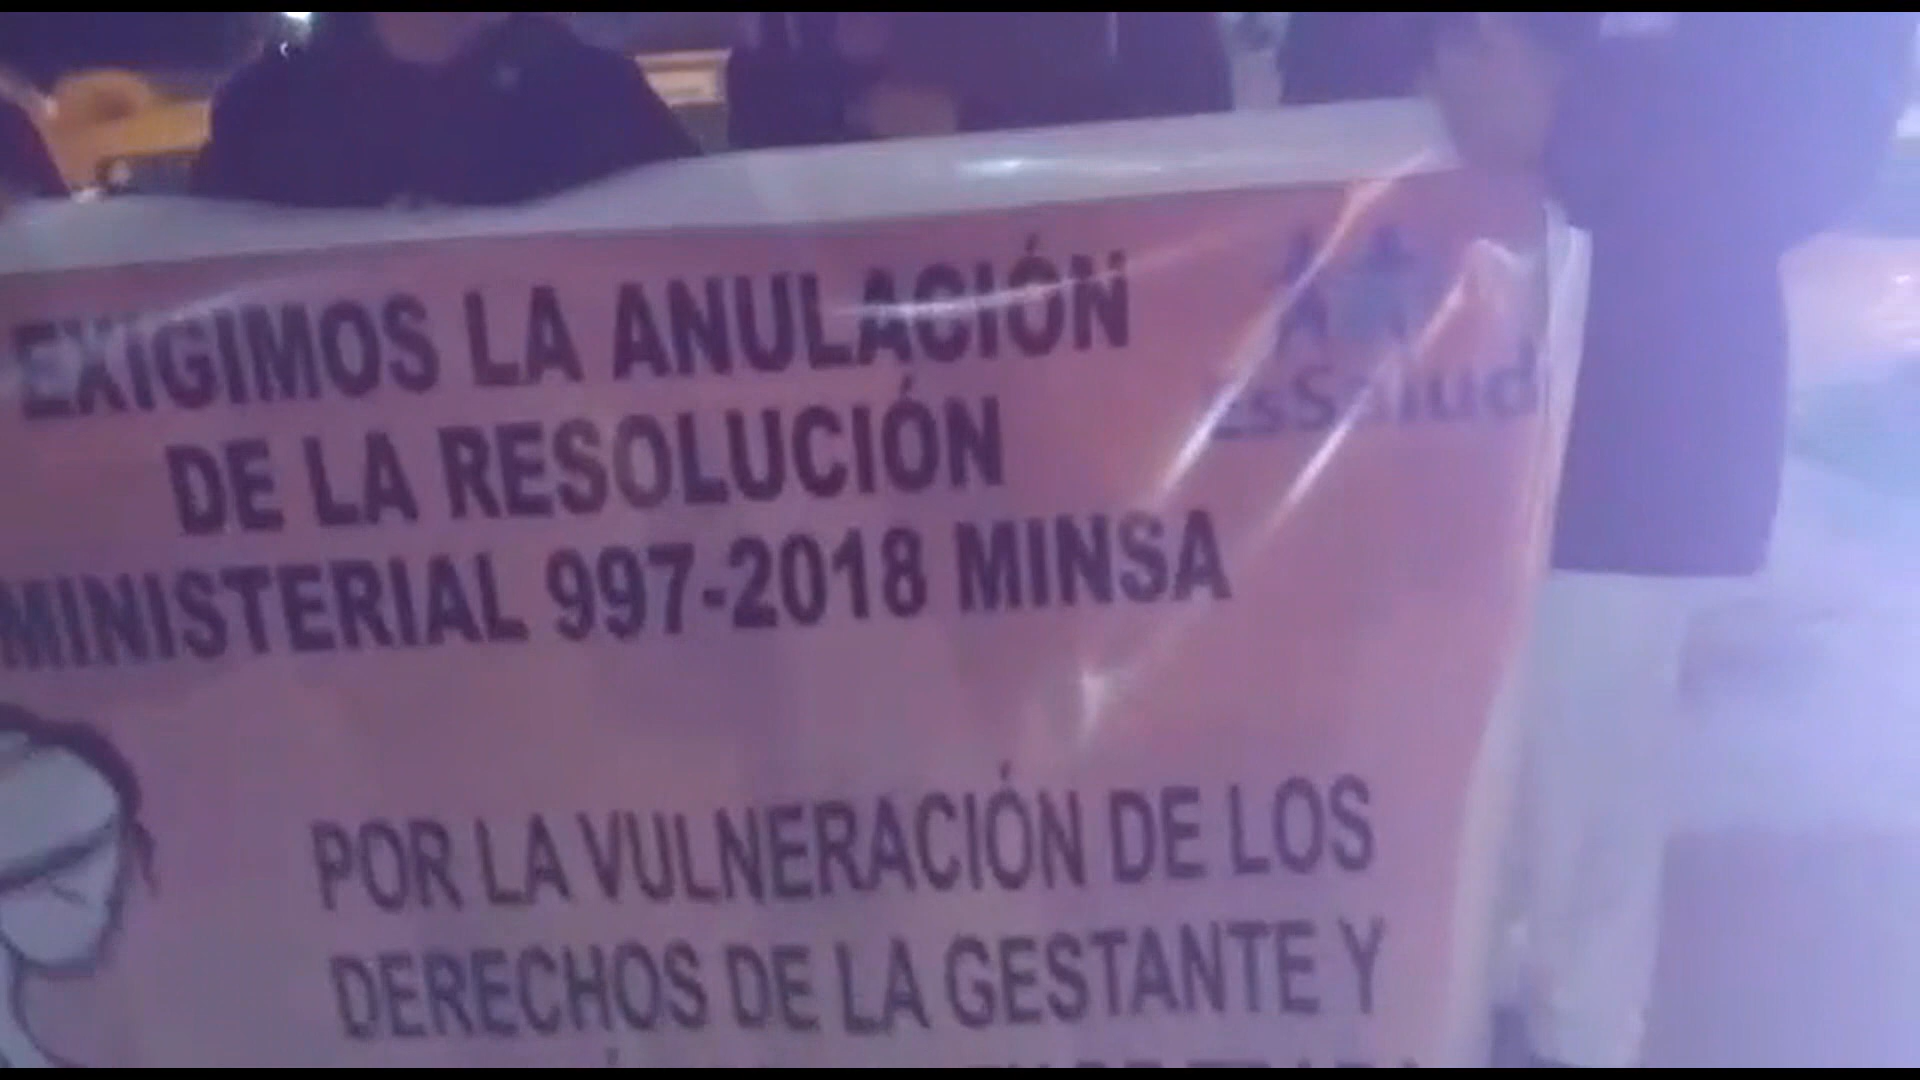 EXIGIMOS LA ANULACIÓN
DE LA RESOLUCIÓN
MINISTERIAL 997-2018 MINSA
EsSalud
POR LA VULNERACIÓN DE LOS
DERECHOS DE LA GESTANTE Y